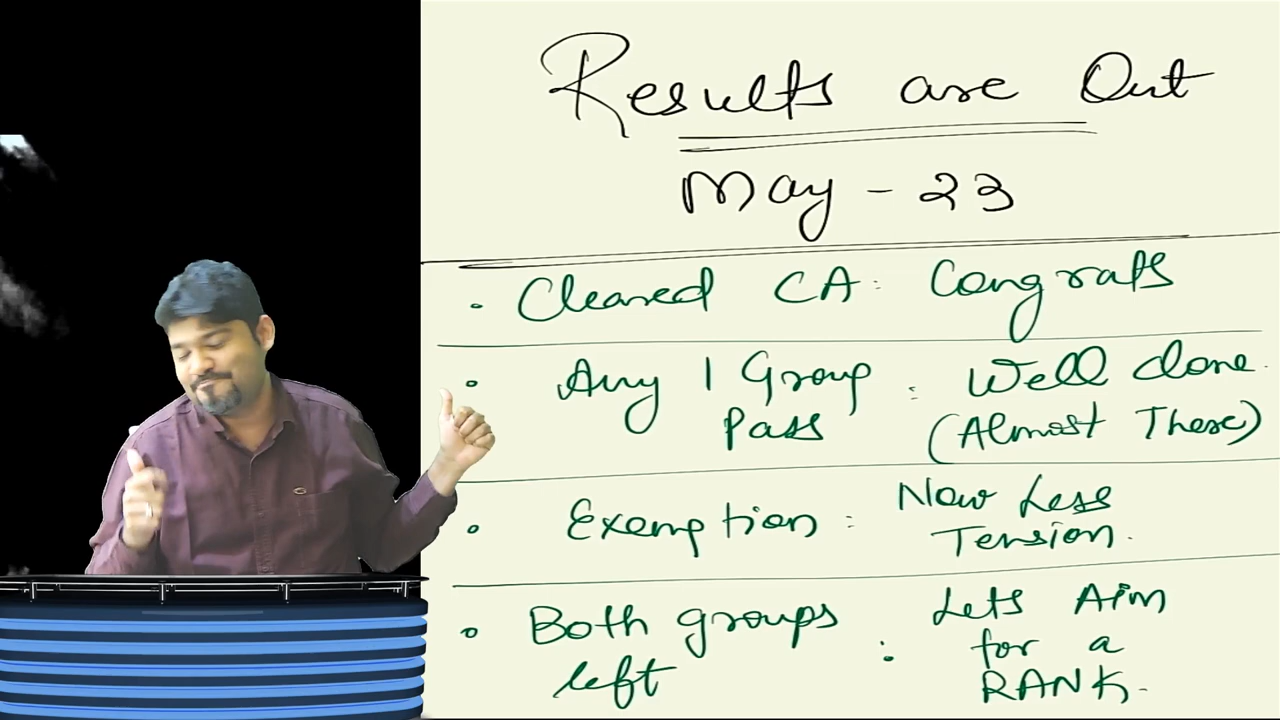 Results are Out
May - 23
• Cleared CA : Congrats
• Any 1 Group : Well done.
Pass (Almost There)
• Exemption : Now Less
Tension.
• Both groups : Lets Aim
left for a
RANK.